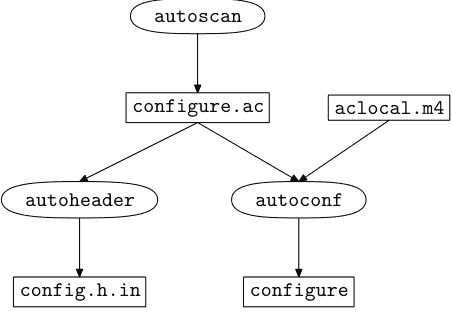 autoscan
configure.ac
aclocal.m4
autoheader
autoconf
config.h.in
configure